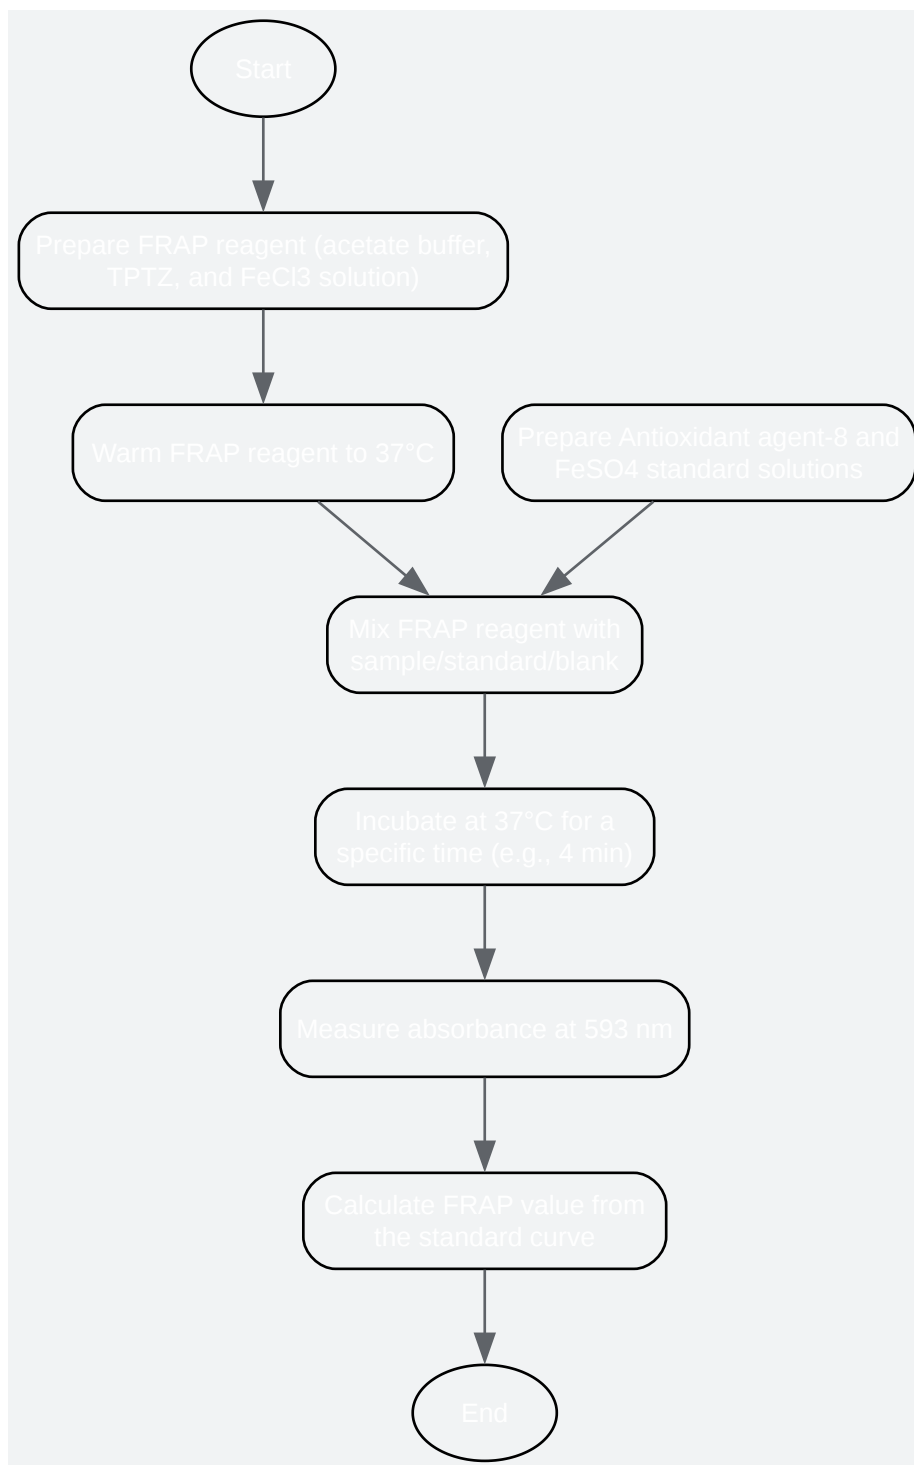 Start
Prepare FRAP reagent (acetate buffer,
TPTZ, and FeCl3 solution)
Warm FRAP reagent to 37°C
Prepare Antioxidant agent-8 and
FeSO4 standard solutions
Mix FRAP reagent with
sample/standard/blank
Incubate at 37°C for a
specific time (e.g., 4 min)
Measure absorbance at 593 nm
Calculate FRAP value from
the standard curve
End